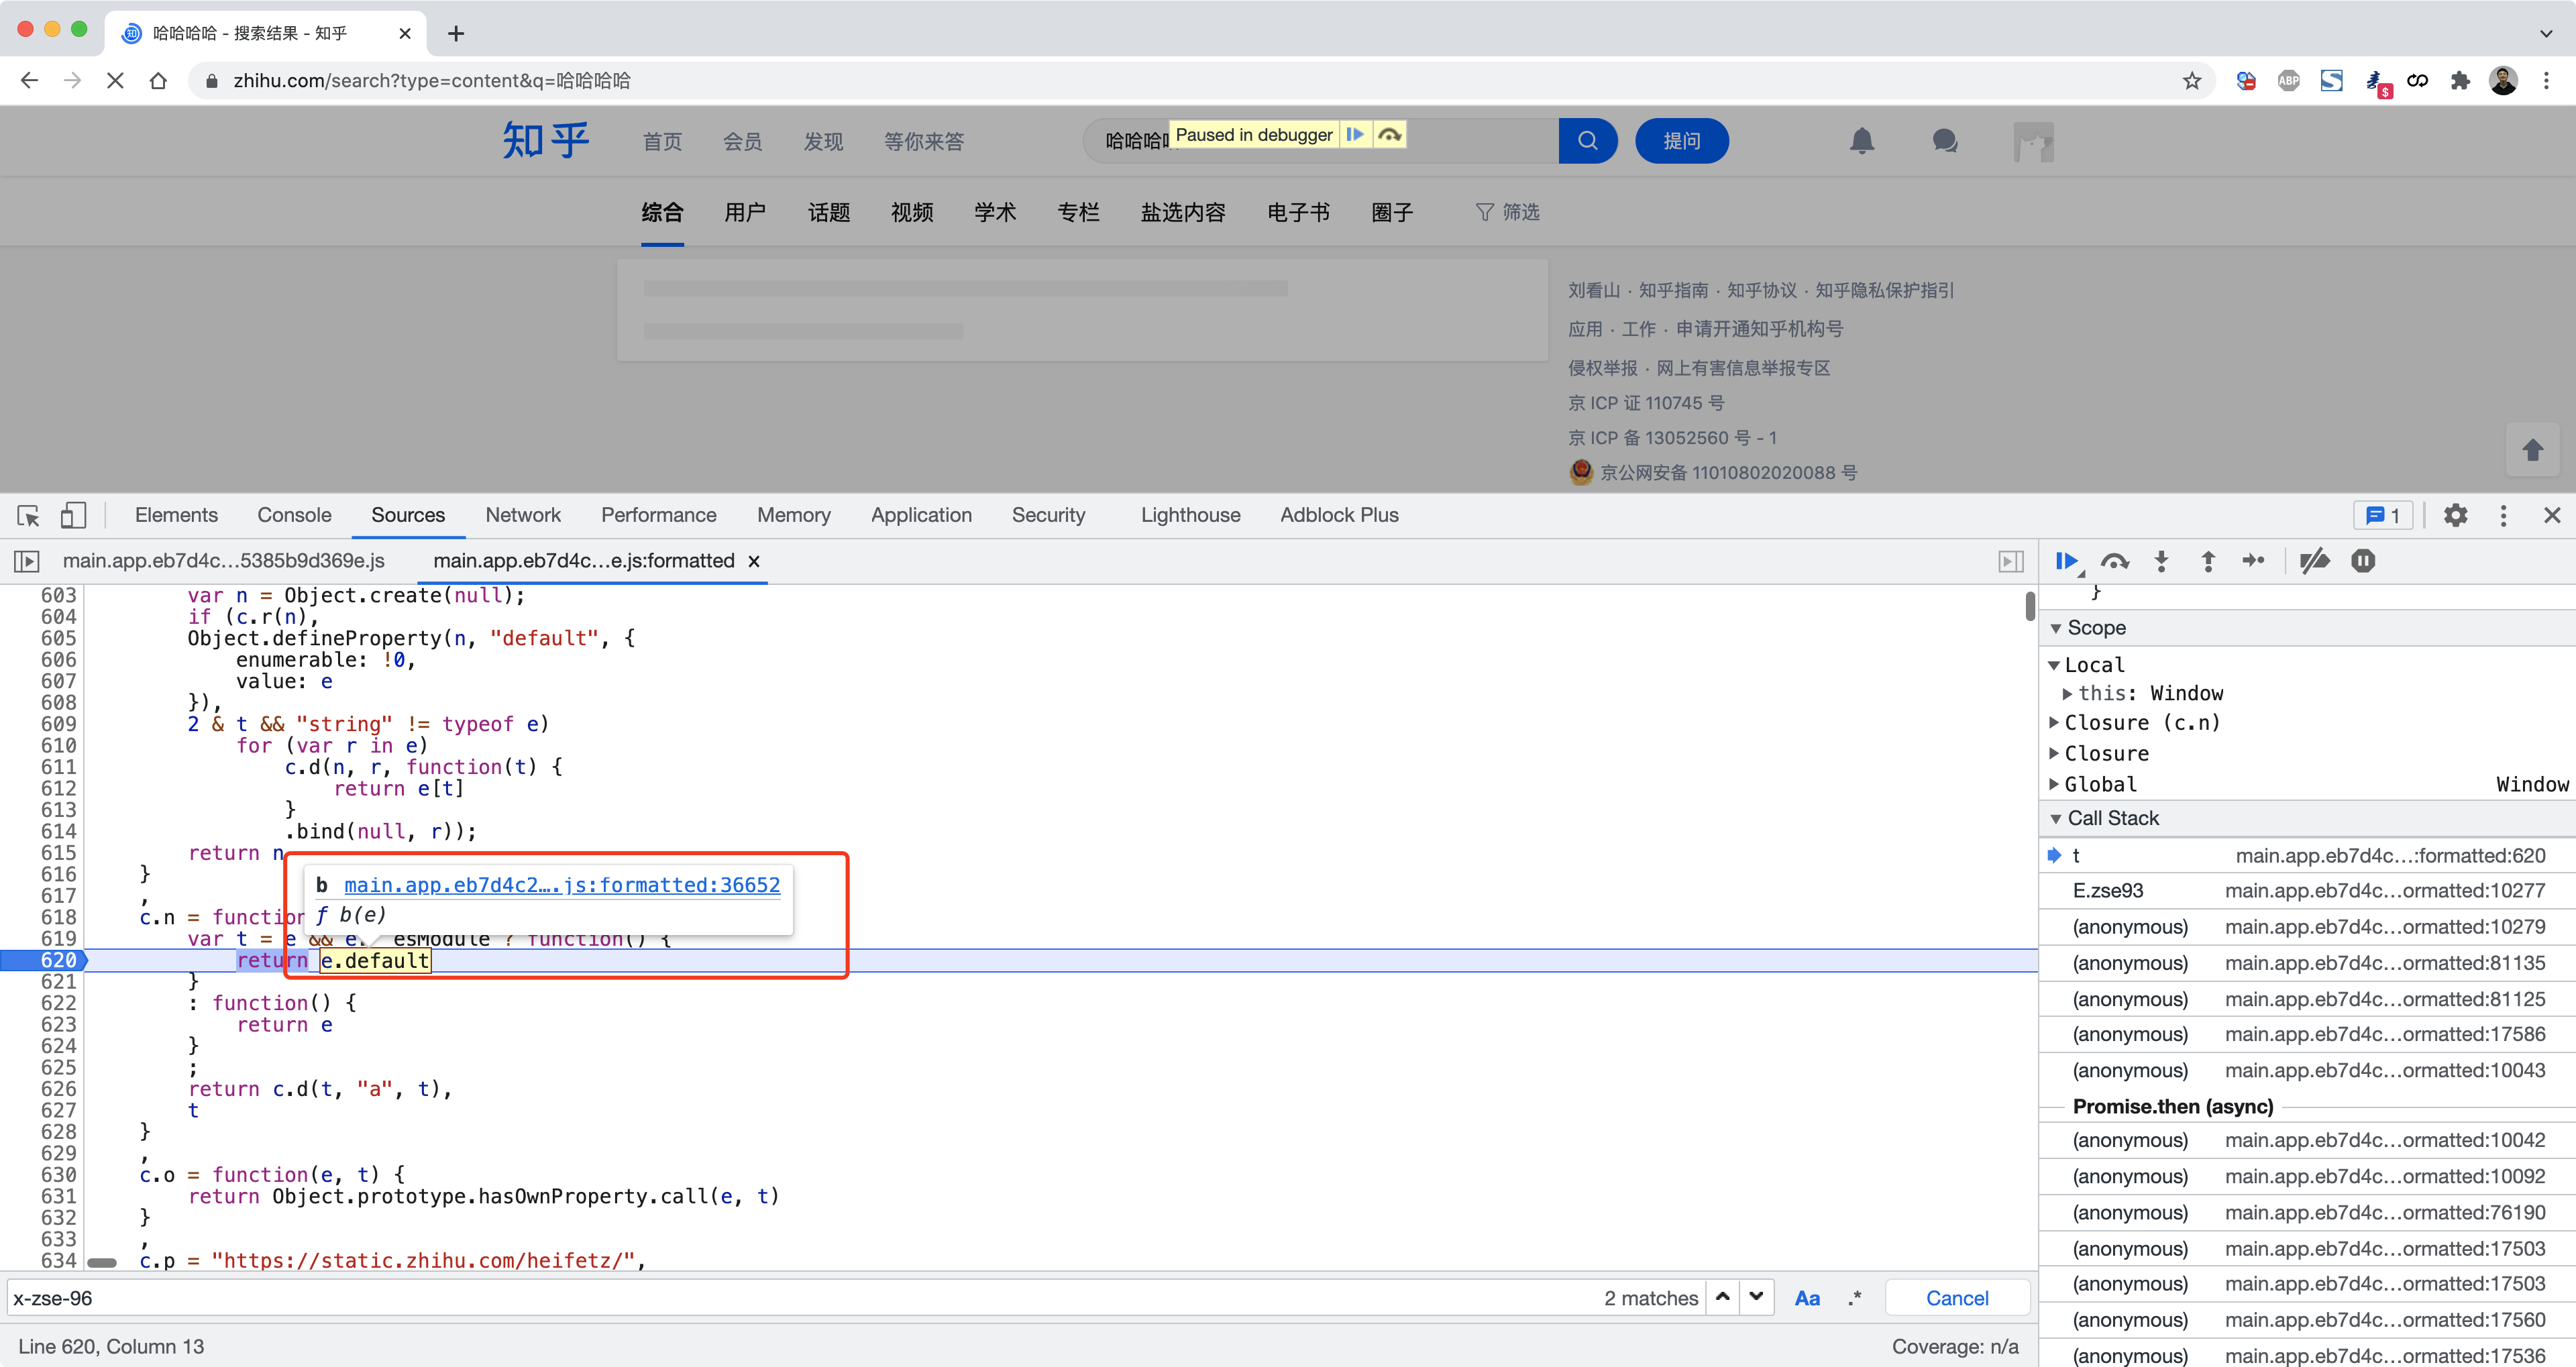 哈哈哈哈 - 搜索结果 - 知乎
zhihu.com/search?type=content&q=哈哈哈哈
ABP
$
知乎
首页 会员 发现 等你来答
哈哈哈
Paused in debugger
提问
综合 用户 话题 视频 学术 专栏 盐选内容 电子书 圈子 筛选
刘看山 · 知乎指南 · 知乎协议 · 知乎隐私保护指引
应用 · 工作 · 申请开通知乎机构号
侵权举报 · 网上有害信息举报专区
京 ICP 证 110745 号
京 ICP 备 13052560 号 - 1
京公网安备 11010802020088 号
Elements Console Sources Network Performance Memory Application Security Lighthouse Adblock Plus
1
main.app.eb7d4c…5385b9d369e.js
main.app.eb7d4c…e.js:formatted
603 var n = Object.create(null);
604 if (c.r(n),
605 Object.defineProperty(n, "default", {
606 enumerable: !0,
607 value: e
608 }),
609 2 & t && "string" != typeof e)
610 for (var r in e)
611 c.d(n, r, function(t) {
612 return e[t]
613 }
614 .bind(null, r));
615 return n
616 }
617 ,
b main.app.eb7d4c2….js:formatted:36652
f b(e)
618 c.n = function
619 var t = e && e. esModule ? function() {
620 return e.default
621 }
622 : function() {
623 return e
624 }
625 ;
626 return c.d(t, "a", t),
627 t
628 }
629 ,
630 c.o = function(e, t) {
631 return Object.prototype.hasOwnProperty.call(e, t)
632 }
633 ,
634 c.p = "https://static.zhihu.com/heifetz/",
x-zse-96
2 matches
Aa
.*
Cancel
Line 620, Column 13
Coverage: n/a
}
Scope
Local
this: Window
Closure (c.n)
Closure
Global Window
Call Stack
t main.app.eb7d4c…:formatted:620
E.zse93 main.app.eb7d4c…ormatted:10277
(anonymous) main.app.eb7d4c…ormatted:10279
(anonymous) main.app.eb7d4c…ormatted:81135
(anonymous) main.app.eb7d4c…ormatted:81125
(anonymous) main.app.eb7d4c…ormatted:17586
(anonymous) main.app.eb7d4c…ormatted:10043
Promise.then (async)
(anonymous) main.app.eb7d4c…ormatted:10042
(anonymous) main.app.eb7d4c…ormatted:10092
(anonymous) main.app.eb7d4c…ormatted:76190
(anonymous) main.app.eb7d4c…ormatted:17503
(anonymous) main.app.eb7d4c…ormatted:17503
(anonymous) main.app.eb7d4c…ormatted:17560
(anonymous) main.app.eb7d4c…ormatted:17536